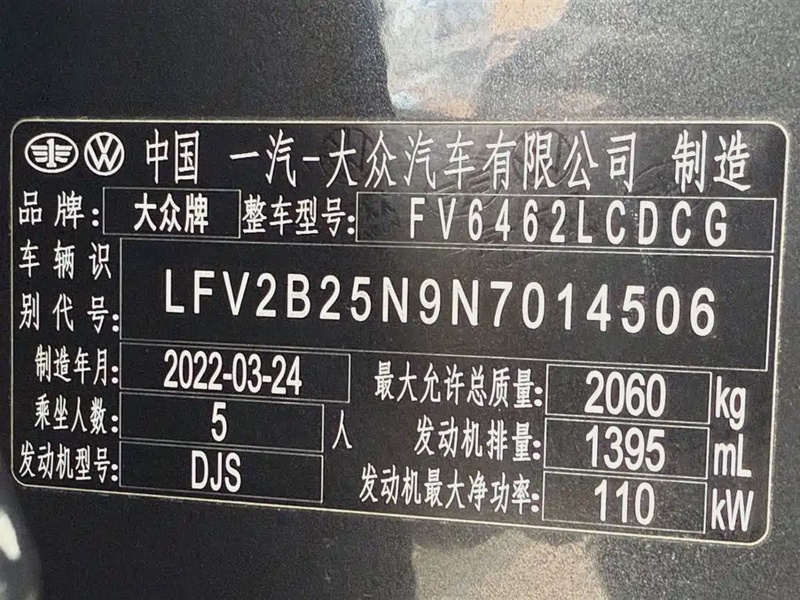 中国 一汽-大众汽车有限公司 制造
品牌: 大众牌 整车型号: FV6462LCDCG
车辆识别代号: LFV2B25N9N7014506
制造年月: 2022-03-24 最大允许总质量: 2060 kg
乘坐人数: 5 人 发动机排量: 1395 mL
发动机型号: DJS 发动机最大净功率: 110 kW